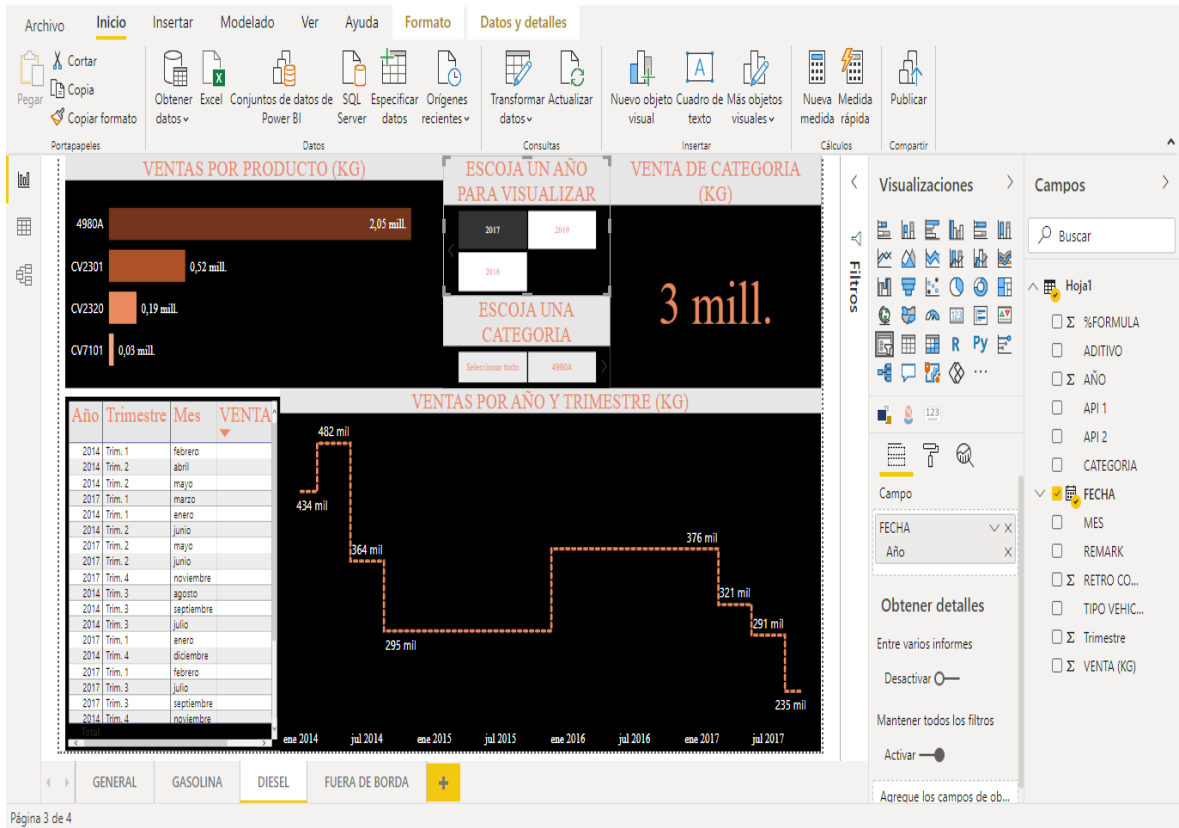 Archivo Inicio Insertar Modelado Ver Ayuda Formato Datos y detalles
Pegar
Cortar
Copia
Copiar formato
Portapapeles
Obtener datos
Excel
Conjuntos de datos de Power BI
SQL Server
Especificar datos
Orígenes recientes
Datos
Transformar datos
Actualizar
Consultas
Nuevo objeto visual
Cuadro de texto
Más objetos visuales
Insertar
Nueva medida
Medida rápida
Cálculos
Publicar
Compartir
VENTAS POR PRODUCTO (KG)
4980A 2,05 mill.
CV2301 0,52 mill.
CV2320 0,19 mill.
CV7101 0,03 mill.
ESCOJA UN AÑO
PARA VISUALIZAR
2017 2019
2018
ESCOJA UNA
CATEGORIA
Seleccionar todo 4980A
VENTA DE CATEGORIA
(KG)
3 mill.
Año Trimestre Mes VENTA
2014 Trim. 1 febrero
2014 Trim. 2 abril
2014 Trim. 2 mayo
2017 Trim. 1 marzo
2014 Trim. 1 enero
2014 Trim. 2 junio
2017 Trim. 2 mayo
2017 Trim. 2 junio
2017 Trim. 4 noviembre
2014 Trim. 3 agosto
2014 Trim. 3 septiembre
2014 Trim. 3 julio
2017 Trim. 1 enero
2014 Trim. 4 diciembre
2017 Trim. 1 febrero
2017 Trim. 3 julio
2017 Trim. 3 septiembre
2014 Trim. 4 noviembre
Total
VENTAS POR AÑO Y TRIMESTRE (KG)
482 mil
434 mil
364 mil
295 mil
376 mil
321 mil
291 mil
235 mil
ene 2014 jul 2014 ene 2015 jul 2015 ene 2016 jul 2016 ene 2017 jul 2017
Filtros
Visualizaciones
123
R Py
123
Campo
FECHA
Año
Obtener detalles
Entre varios informes
Desactivar
Mantener todos los filtros
Activar
Agregue los campos de ob...
Campos
Buscar
Hoja1
%FORMULA
ADITIVO
AÑO
API 1
API 2
CATEGORIA
FECHA
MES
REMARK
RETRO CO...
TIPO VEHIC...
Trimestre
VENTA (KG)
GENERAL GASOLINA DIESEL FUERA DE BORDA +
Página 3 de 4